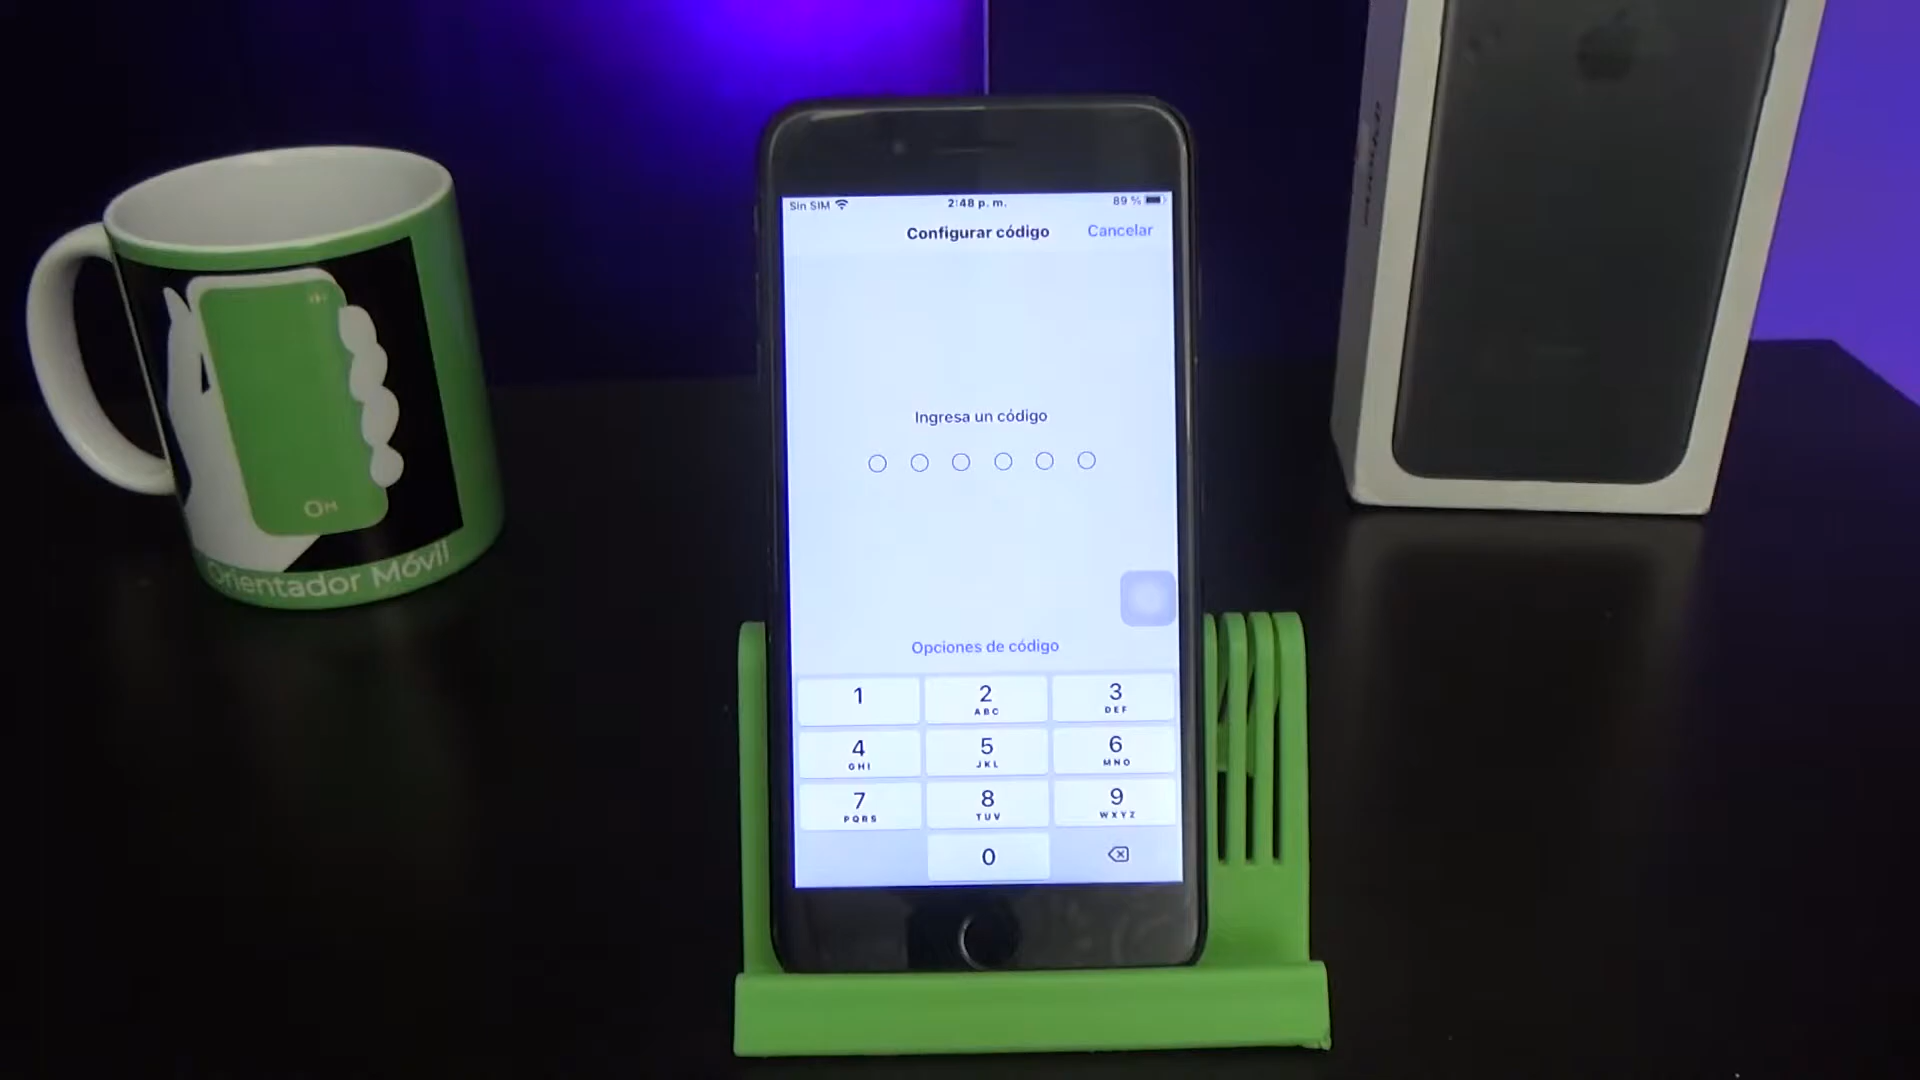 Sin SIM
2:48 p. m.
89 %
Configurar código
Cancelar
Ingresa un código
Opciones de código
1
2
ABC
3
DEF
4
GHI
5
JKL
6
MNO
7
PQRS
8
TUV
9
WXYZ
0
OM
Orientador Móvil